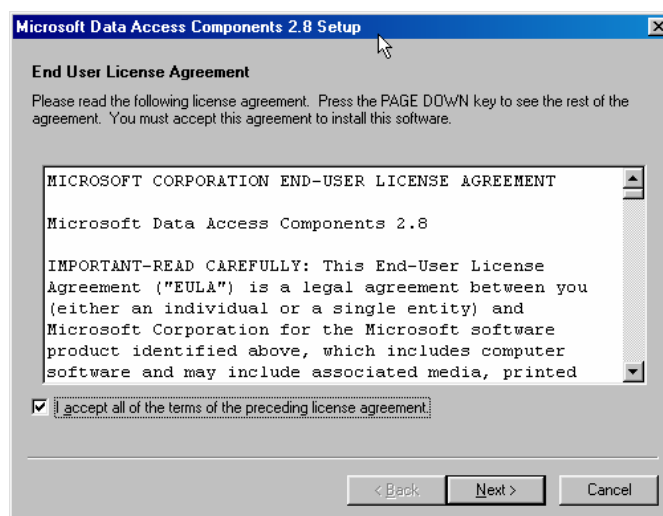 Microsoft Data Access Components 2.8 Setup
End User License Agreement
Please read the following license agreement. Press the PAGE DOWN key to see the rest of the
agreement. You must accept this agreement to install this software.
MICROSOFT CORPORATION END-USER LICENSE AGREEMENT
Microsoft Data Access Components 2.8
IMPORTANT-READ CAREFULLY: This End-User License
Agreement ("EULA") is a legal agreement between you
(either an individual or a single entity) and
Microsoft Corporation for the Microsoft software
product identified above, which includes computer
software and may include associated media, printed
I accept all of the terms of the preceding license agreement.
< Back Next > Cancel